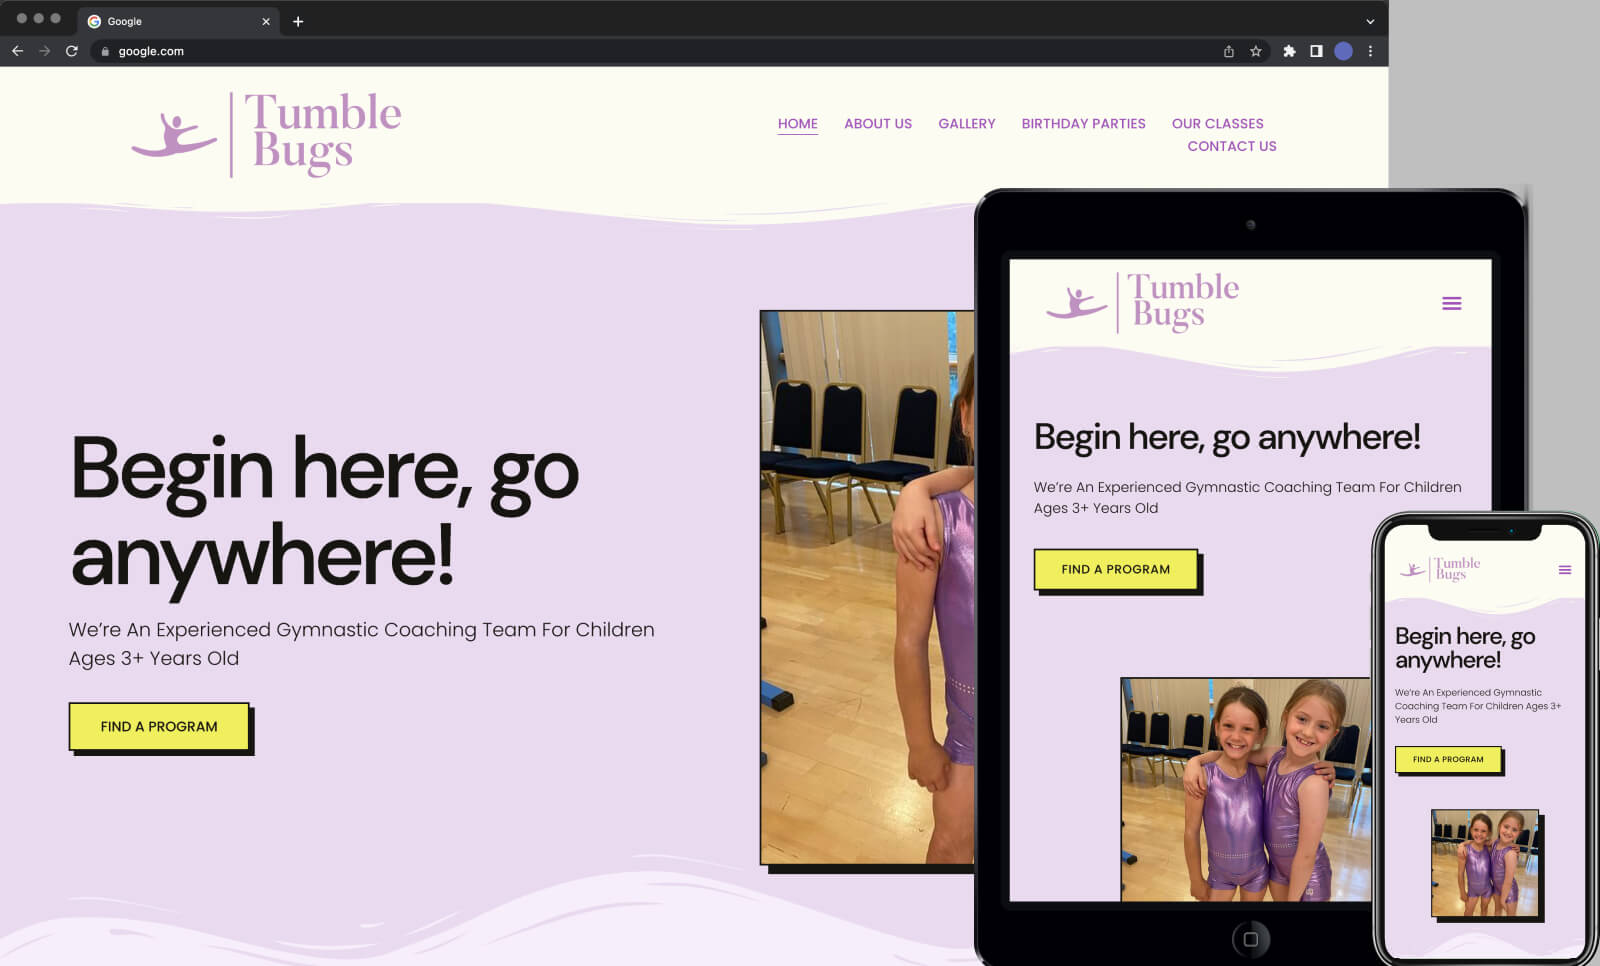 Google
google.com
Tumble
Bugs
HOME
ABOUT US
GALLERY
BIRTHDAY PARTIES
OUR CLASSES
CONTACT US
Begin here, go
anywhere!
We’re An Experienced Gymnastic Coaching Team For Children
Ages 3+ Years Old
FIND A PROGRAM
Tumble
Bugs
Begin here, go anywhere!
We’re An Experienced Gymnastic Coaching Team For Children
Ages 3+ Years Old
FIND A PROGRAM
Tumble
Bugs
Begin here, go
anywhere!
We’re An Experienced Gymnastic
Coaching Team For Children Ages 3+
Years Old
FIND A PROGRAM